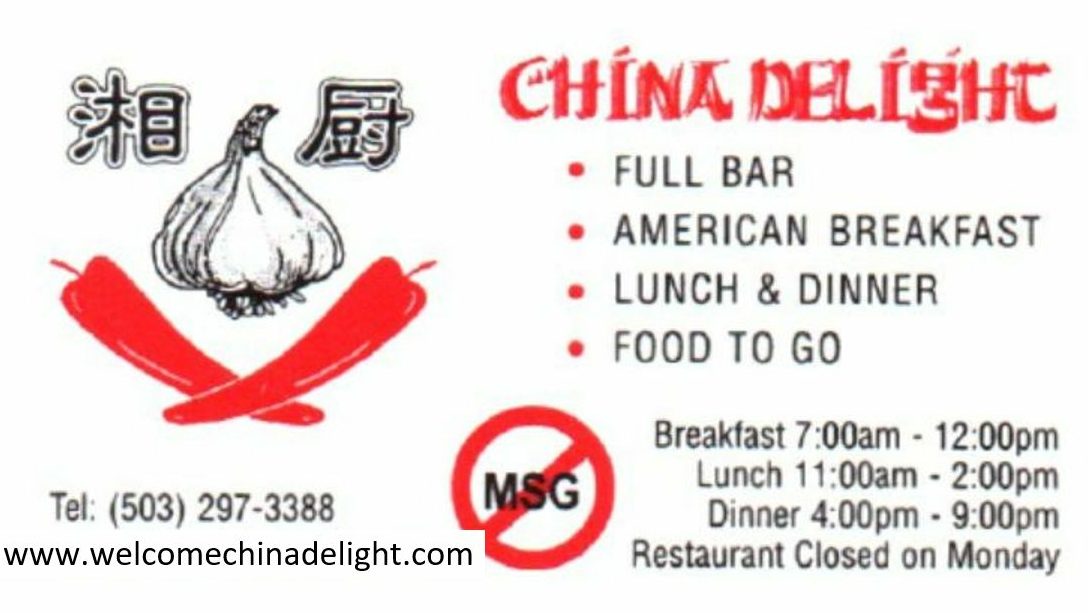 湘厨
CHINA DELIGHT
• FULL BAR
• AMERICAN BREAKFAST
• LUNCH & DINNER
• FOOD TO GO
MSG
Breakfast 7:00am - 12:00pm
Lunch 11:00am - 2:00pm
Dinner 4:00pm - 9:00pm
Restaurant Closed on Monday
Tel: (503) 297-3388
www.welcomechinadelight.com